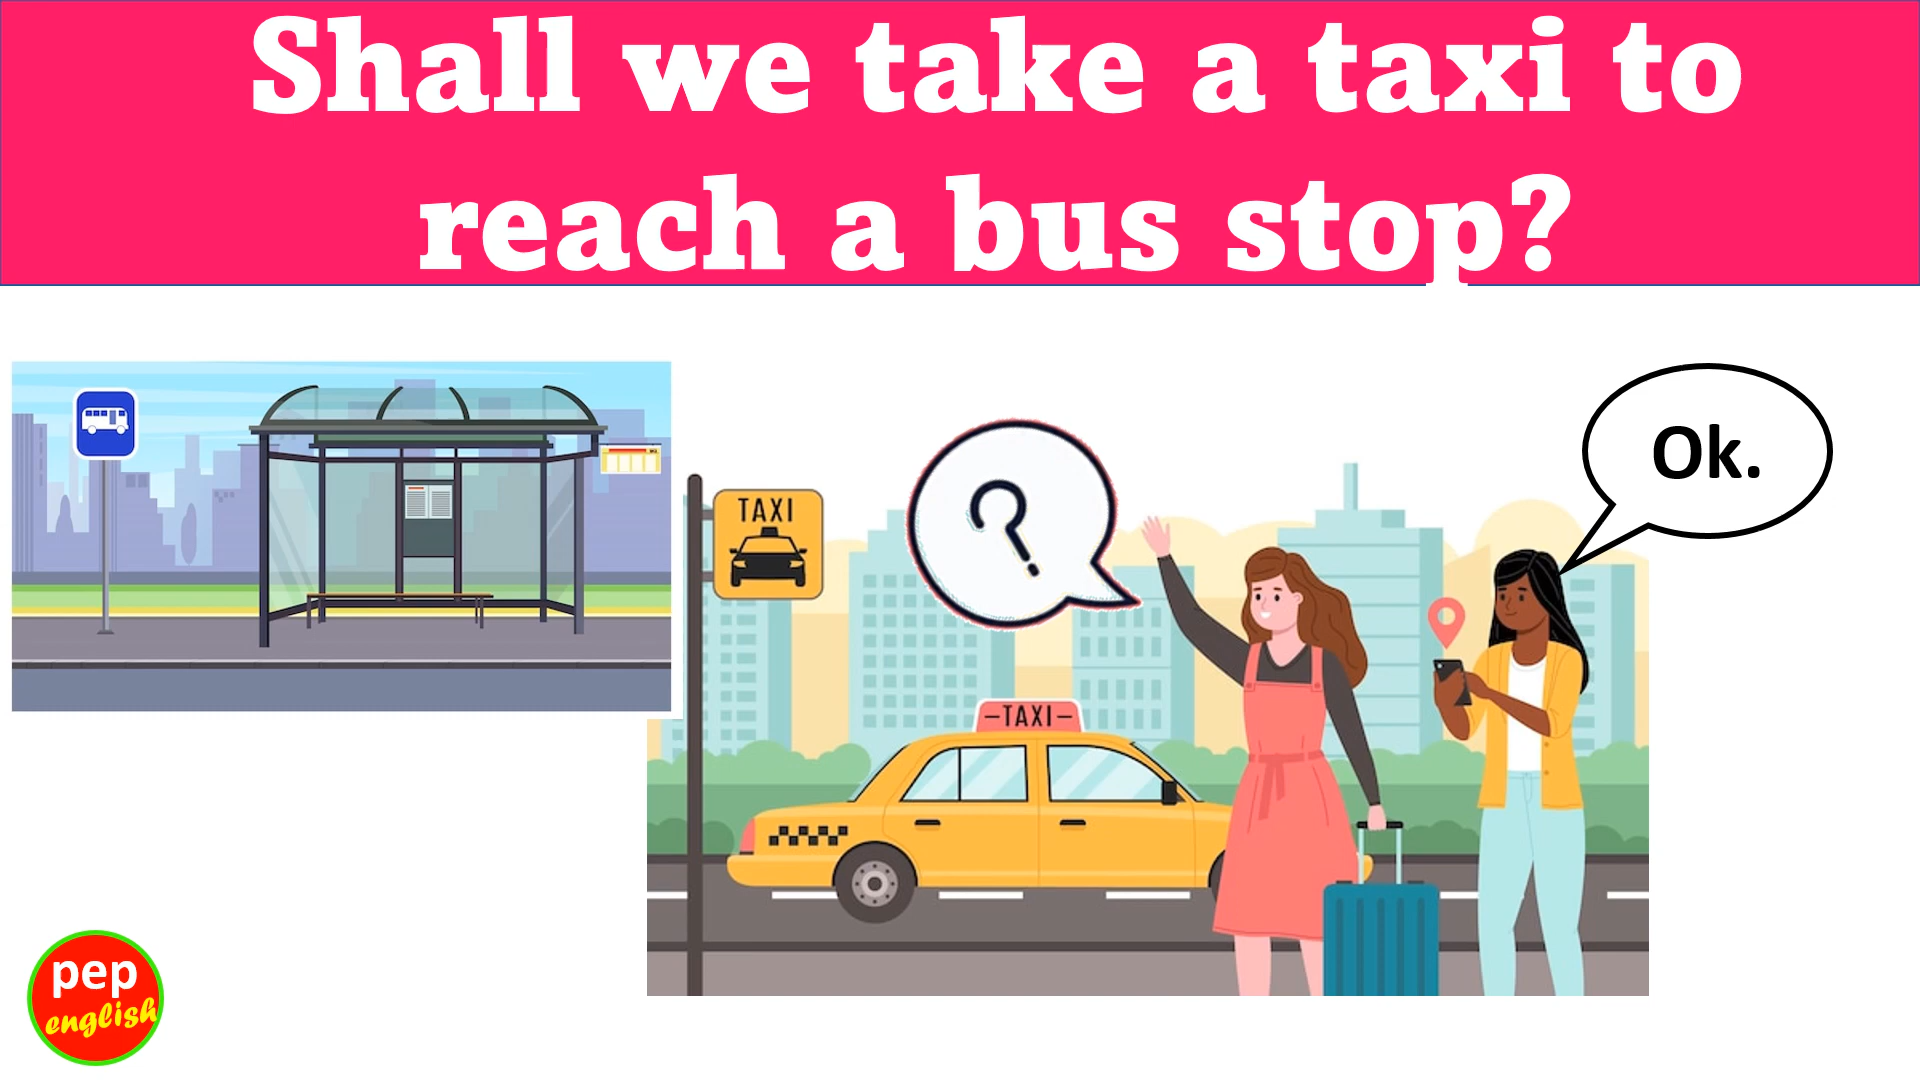 Shall we take a taxi to
reach a bus stop?
Ok.
TAXI
?
-TAXI-
pep
english